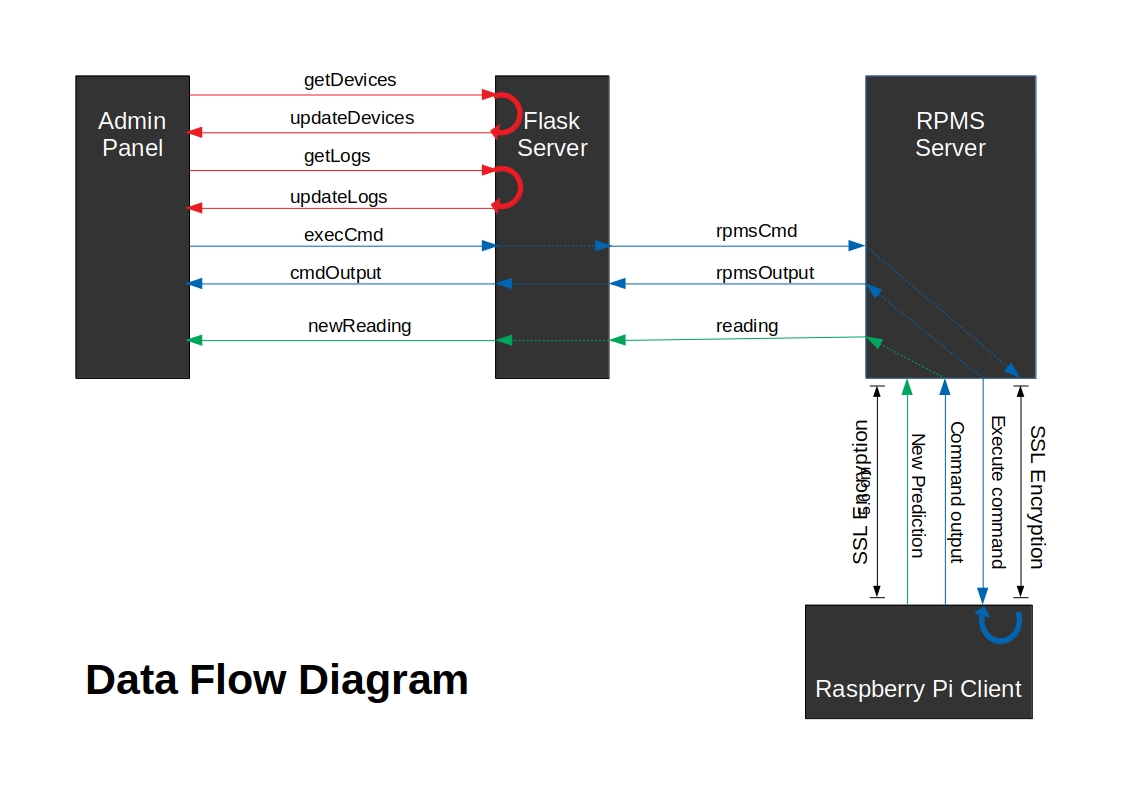 getDevices
Admin
Panel
updateDevices
Flask
Server
RPMS
Server
getLogs
updateLogs
execCmd
rpmsCmd
cmdOutput
rpmsOutput
newReading
reading
SSL Encryption
New Prediction
Command output
Execute command
SSL Encryption
Raspberry Pi Client
Data Flow Diagram